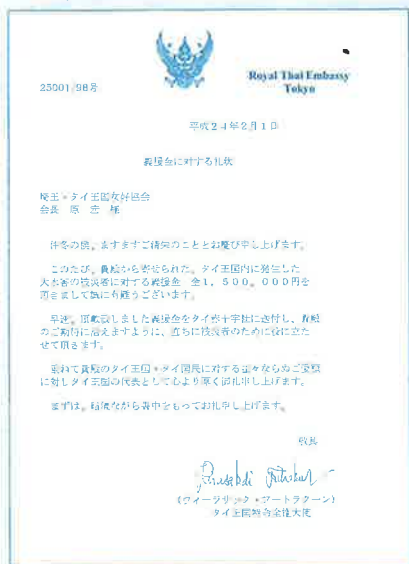 Royal Thai Embassy
Tokyo
25001/98号
平成24年2月1日
義援金に対する礼状
埼玉・タイ王国友好協会
会長 原 宏 様
仲冬の候、ますますご清栄のこととお慶び申し上げます。
このたび、貴殿から寄せられた、タイ王国内に発生した
大水害の被災者に対する義援金 金1,500,000円を
頂きまして誠に有難うございます。
早速、頂戴致しました義援金をタイ赤十字社に送付し、貴殿
のご期待に沿えますように、直ちに被災者のために役に立た
せて頂きます。
重ねて貴殿のタイ王国・タイ国民に対する並々ならぬご愛顧
に対しタイ王国の代表として心より厚く御礼申し上げます。
まずは、略儀ながら書中をもってお礼申し上げます。
敬具
(ウィーラサック・フートラクーン)
タイ王国特命全権大使